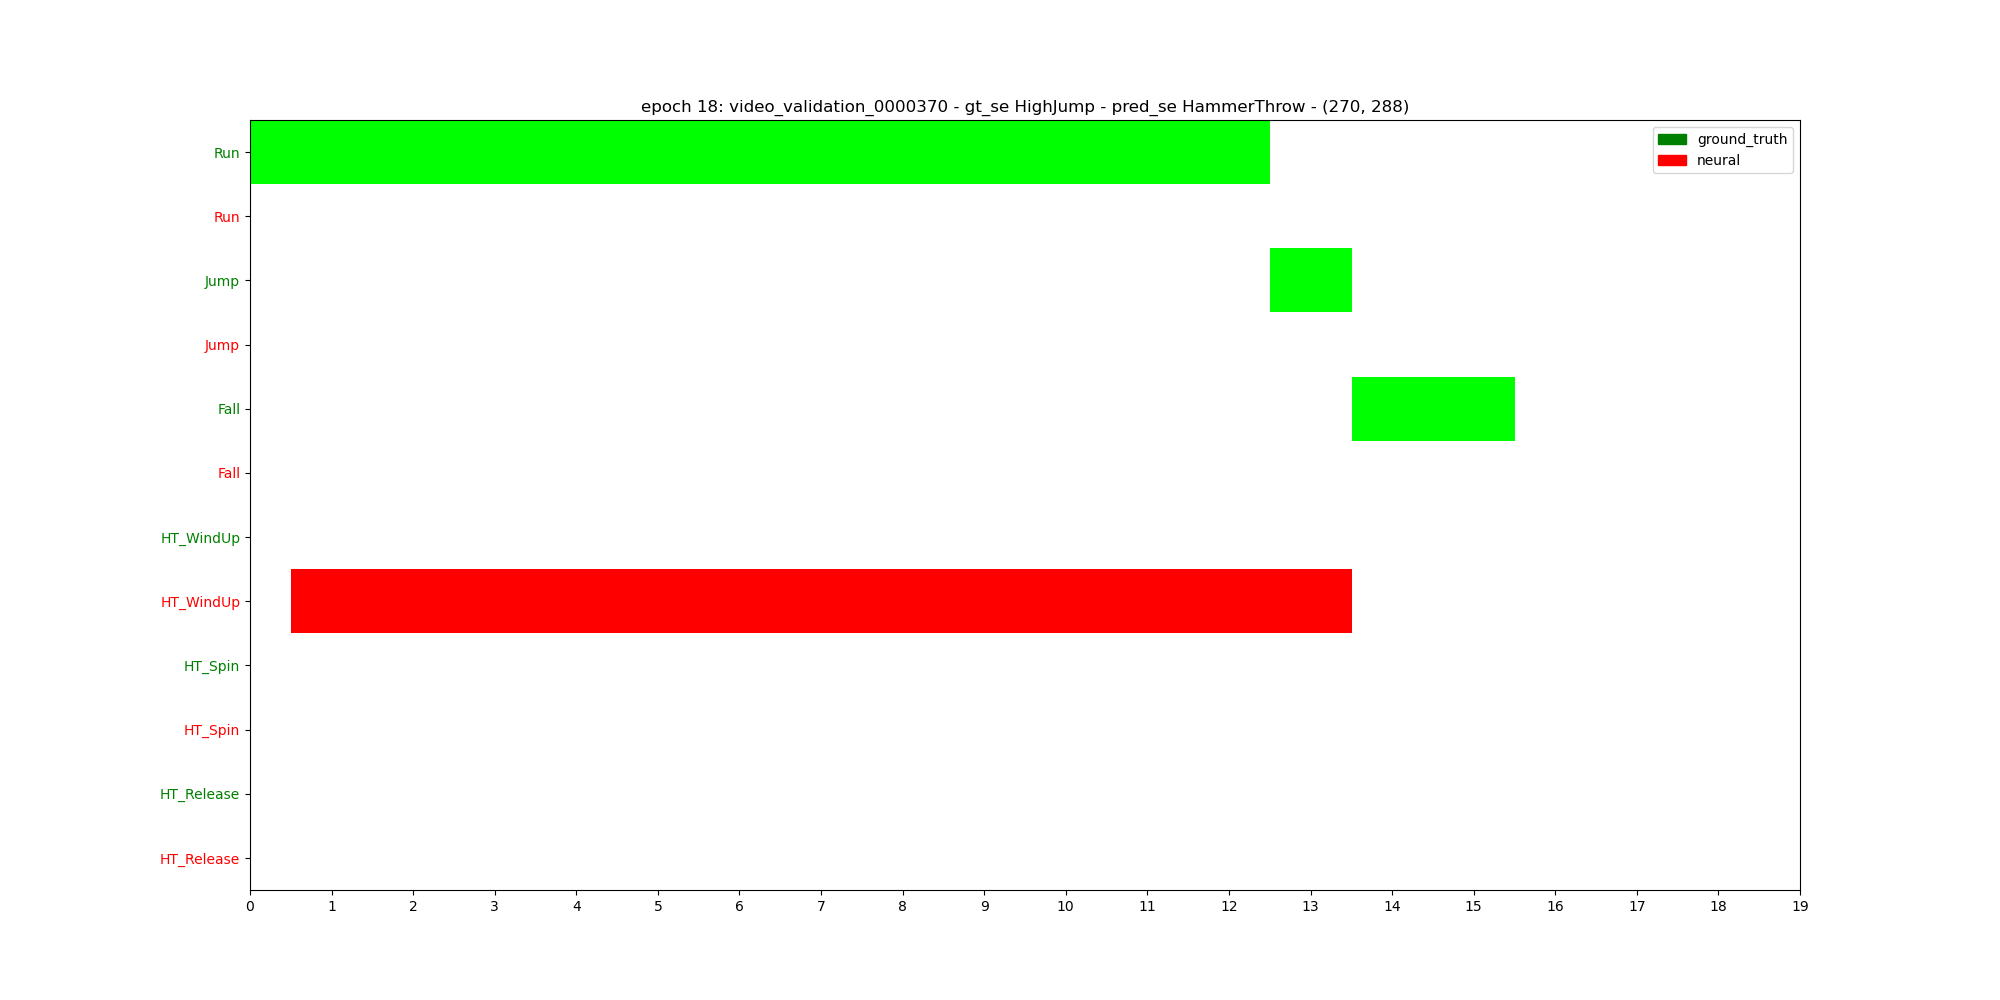 epoch 18: video_validation_0000370 - gt_se HighJump - pred_se HammerThrow - (270, 288)
ground_truth
neural
Run
Run
Jump
Jump
Fall
Fall
HT_WindUp
HT_WindUp
HT_Spin
HT_Spin
HT_Release
HT_Release
0 1 2 3 4 5 6 7 8 9 10 11 12 13 14 15 16 17 18 19